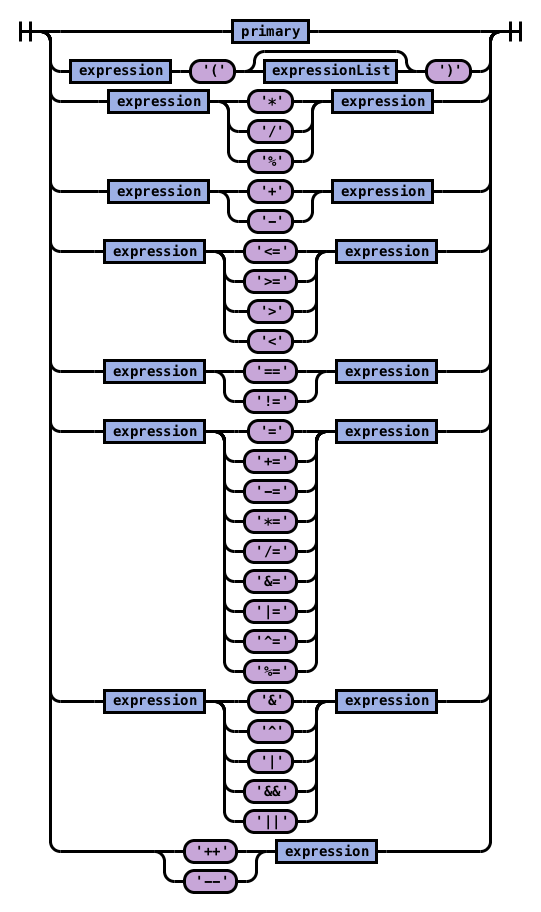 primary
expression '(' expressionList ')'
expression '*' expression
'/'
'%'
expression '+' expression
'−'
expression '<=' expression
'>='
'>'
'<'
expression '==' expression
'!='
expression '=' expression
'+='
'−='
'*='
'/='
'&='
'|='
'^='
'%='
expression '&' expression
'^'
'|'
'&&'
'||'
'++' expression
'−−'